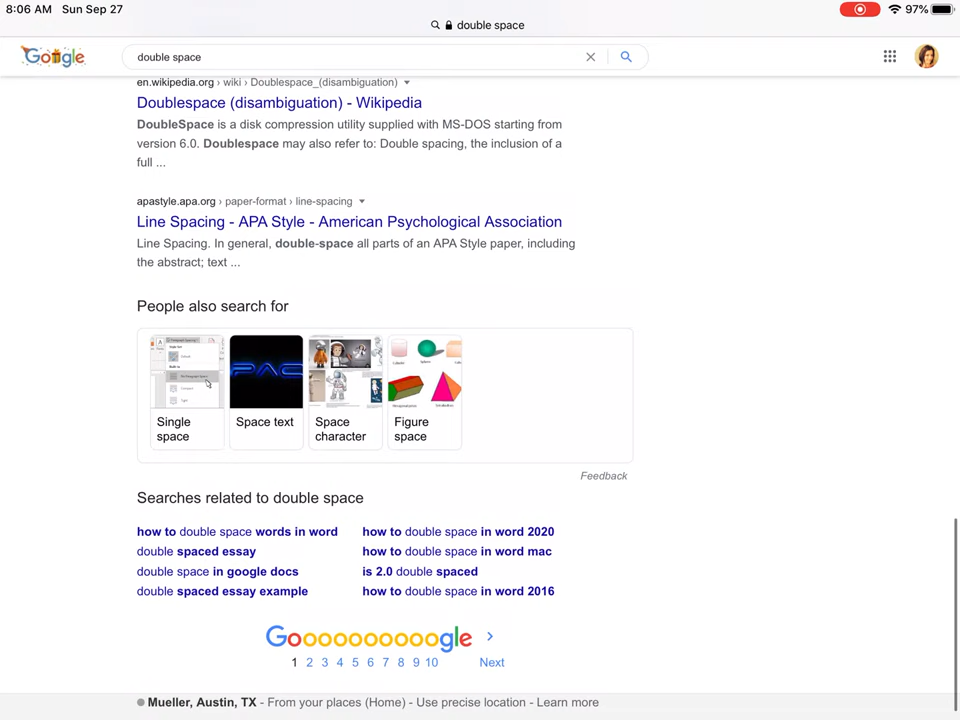 8:06 AM Sun Sep 27
97%
double space
Google
double space
en.wikipedia.org › wiki › Doublespace_(disambiguation)
Doublespace (disambiguation) - Wikipedia
DoubleSpace is a disk compression utility supplied with MS-DOS starting from
version 6.0. Doublespace may also refer to: Double spacing, the inclusion of a
full ...
apastyle.apa.org › paper-format › line-spacing
Line Spacing - APA Style - American Psychological Association
Line Spacing. In general, double-space all parts of an APA Style paper, including
the abstract; text ...
People also search for
Single space
Space text
Space character
Figure space
Feedback
Searches related to double space
how to double space words in word
double spaced essay
double space in google docs
double spaced essay example
how to double space in word 2020
how to double space in word mac
is 2.0 double spaced
how to double space in word 2016
Goooooooooogle
1 2 3 4 5 6 7 8 9 10 Next
Mueller, Austin, TX - From your places (Home) - Use precise location - Learn more